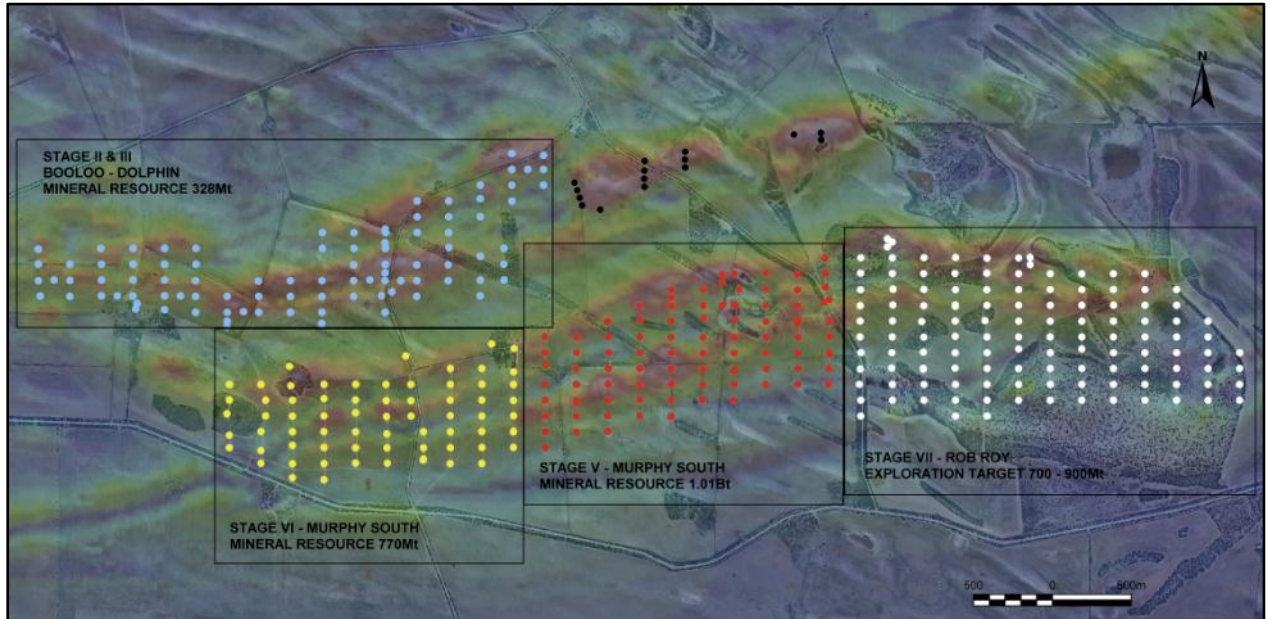 N
STAGE II & III
BOOLOO - DOLPHIN
MINERAL RESOURCE 328Mt
STAGE V - MURPHY SOUTH
MINERAL RESOURCE 1.01Bt
STAGE VII - ROB ROY
EXPLORATION TARGET 700 - 900Mt
STAGE VI - MURPHY SOUTH
MINERAL RESOURCE 770Mt
500 0 500m